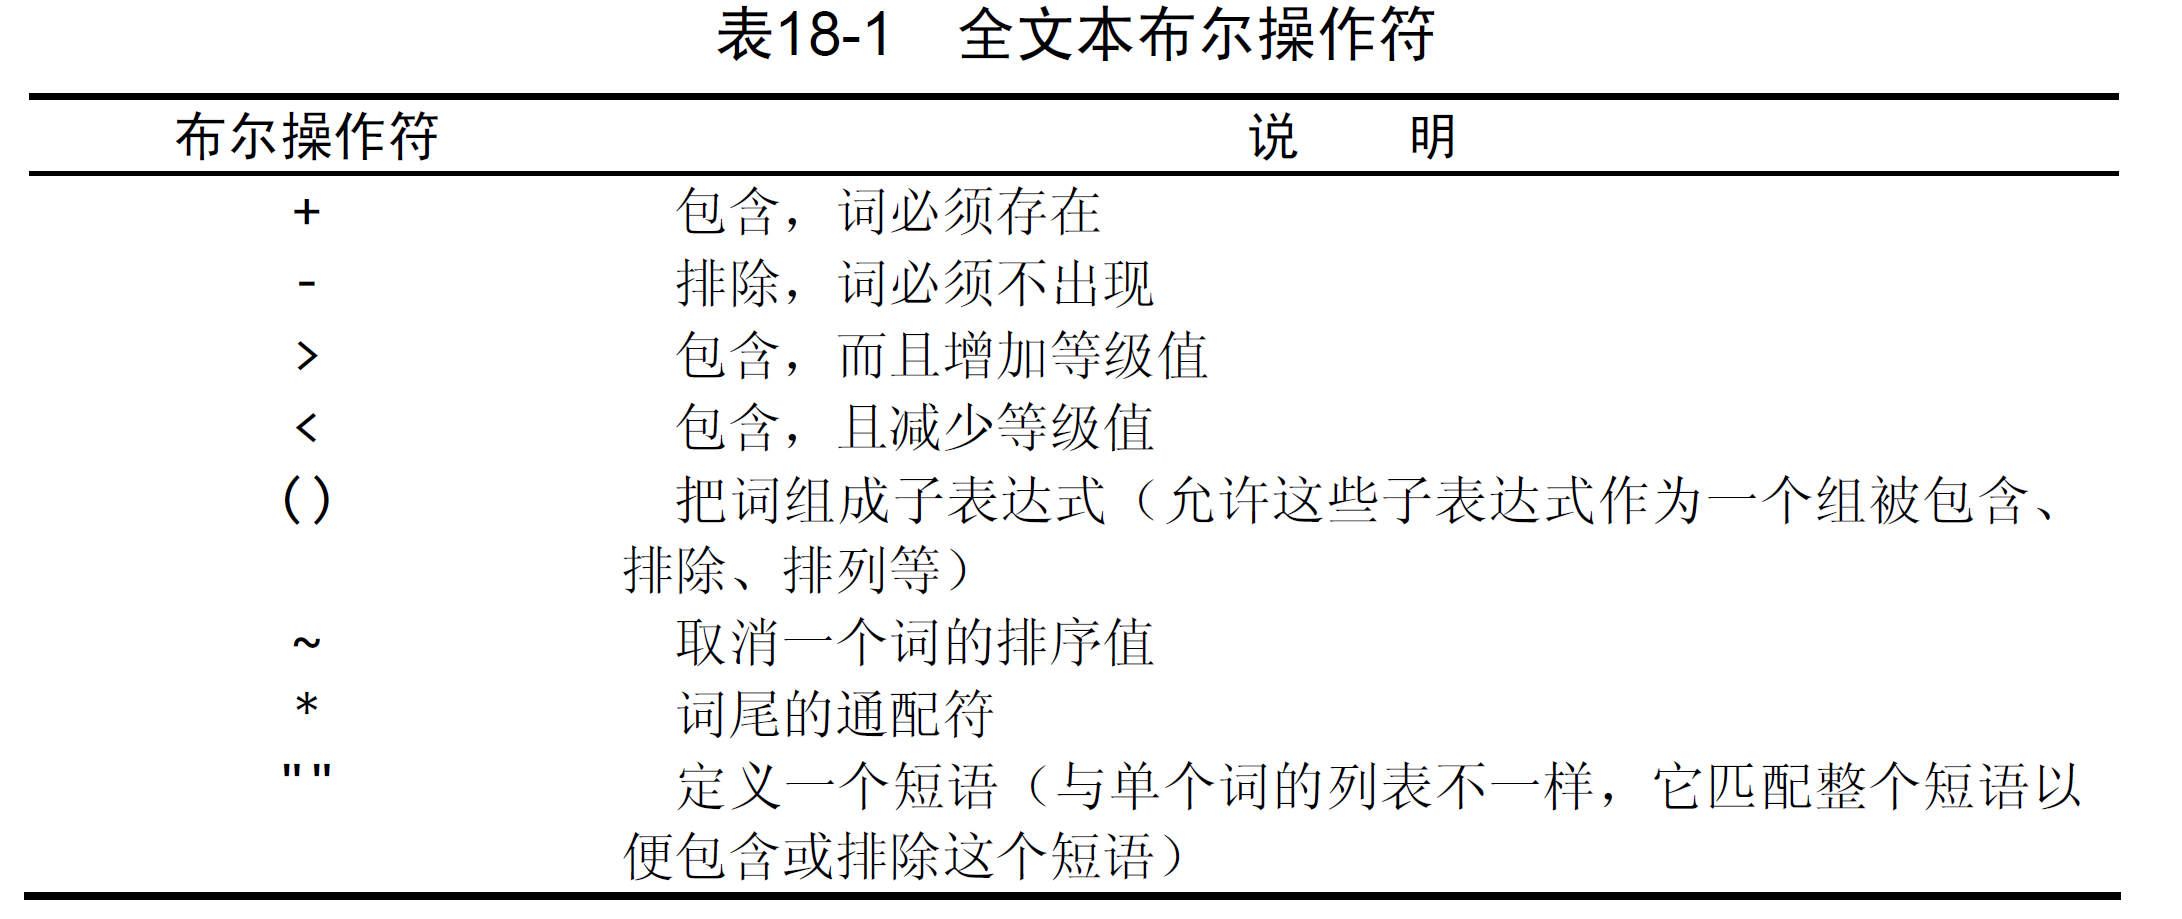 表18-1 全文本布尔操作符
布尔操作符 说 明
+ 包含，词必须存在
- 排除，词必须不出现
> 包含，而且增加等级值
< 包含，且减少等级值
() 把词组成子表达式（允许这些子表达式作为一个组被包含、
排除、排列等）
~ 取消一个词的排序值
* 词尾的通配符
"" 定义一个短语（与单个词的列表不一样，它匹配整个短语以
便包含或排除这个短语）